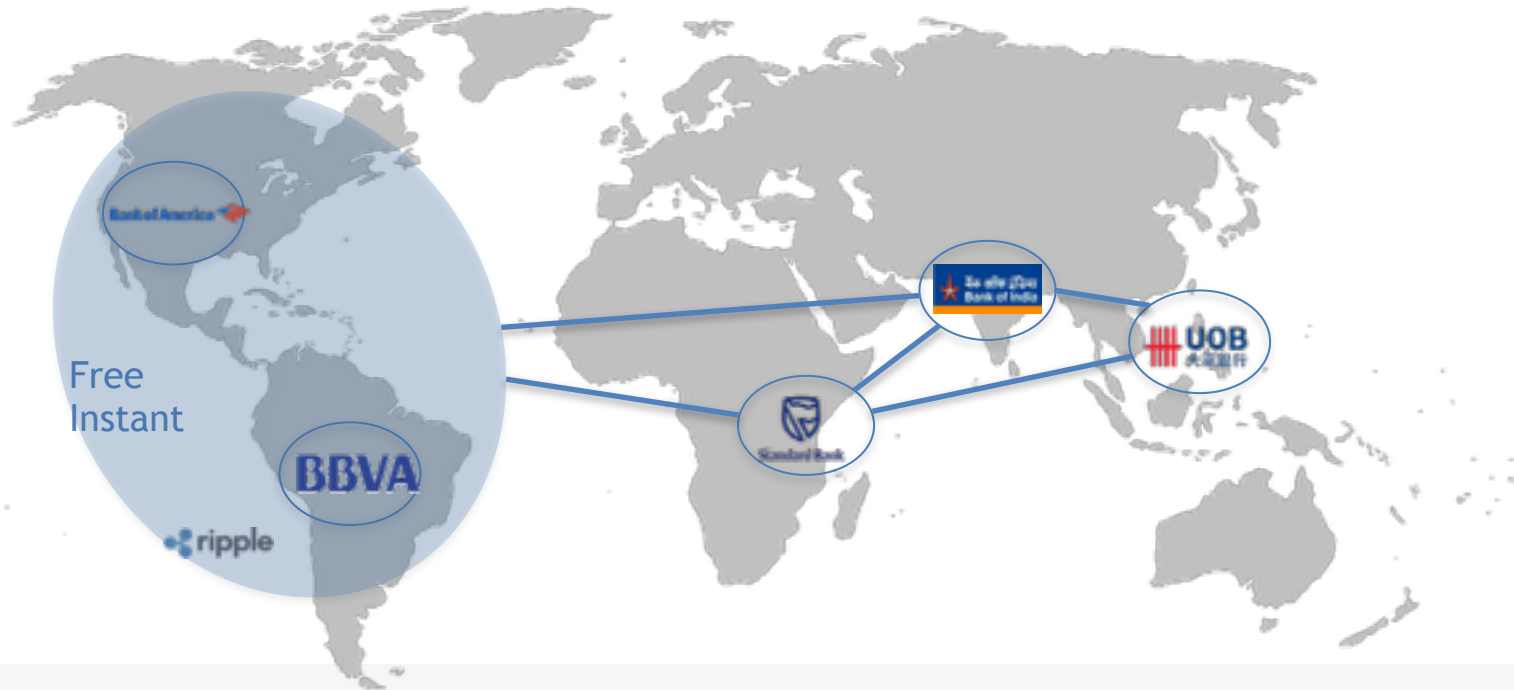 Bank of America
Bank of India
UOB
Free
Instant
Standard Bank
BBVA
ripple